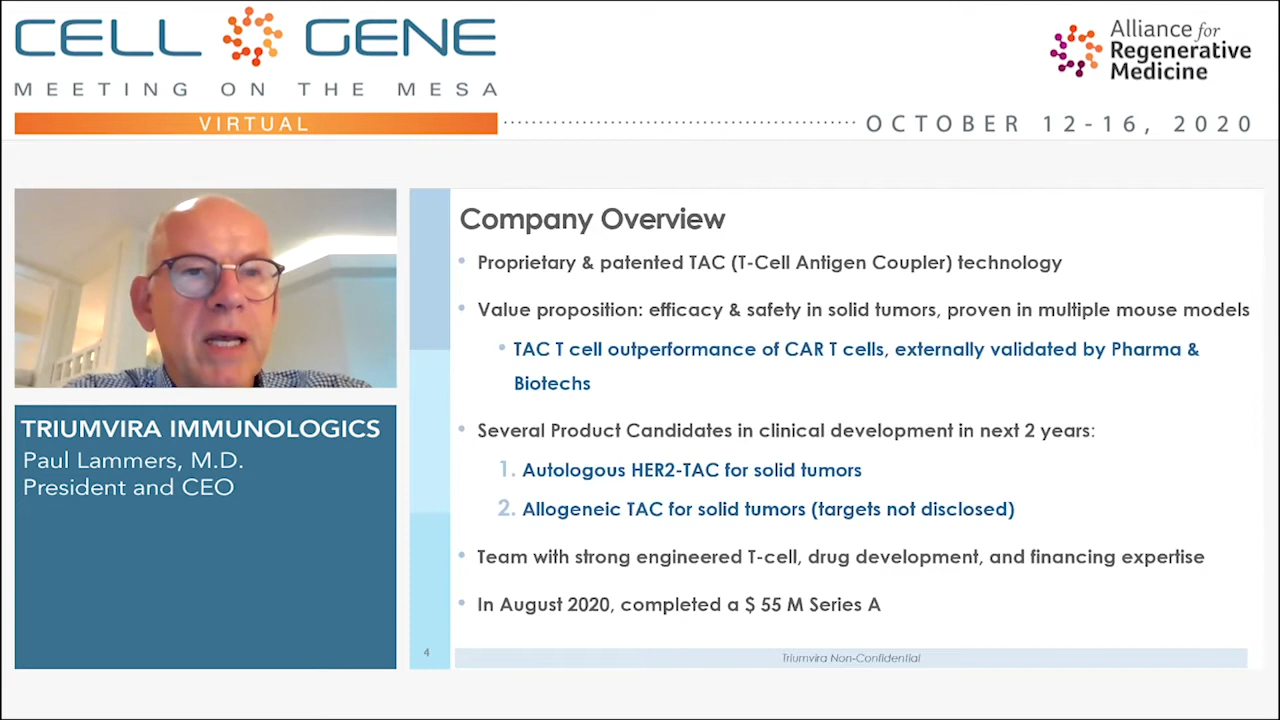 CELL GENE
MEETING ON THE MESA
VIRTUAL
Alliance for
Regenerative
Medicine
OCTOBER 12-16, 2020
TRIUMVIRA IMMUNOLOGICS
Paul Lammers, M.D.
President and CEO
Company Overview
• Proprietary & patented TAC (T-Cell Antigen Coupler) technology
• Value proposition: efficacy & safety in solid tumors, proven in multiple mouse models
• TAC T cell outperformance of CAR T cells, externally validated by Pharma &
Biotechs
• Several Product Candidates in clinical development in next 2 years:
1. Autologous HER2-TAC for solid tumors
2. Allogeneic TAC for solid tumors (targets not disclosed)
• Team with strong engineered T-cell, drug development, and financing expertise
• In August 2020, completed a $ 55 M Series A
4
Triumvira Non-Confidential